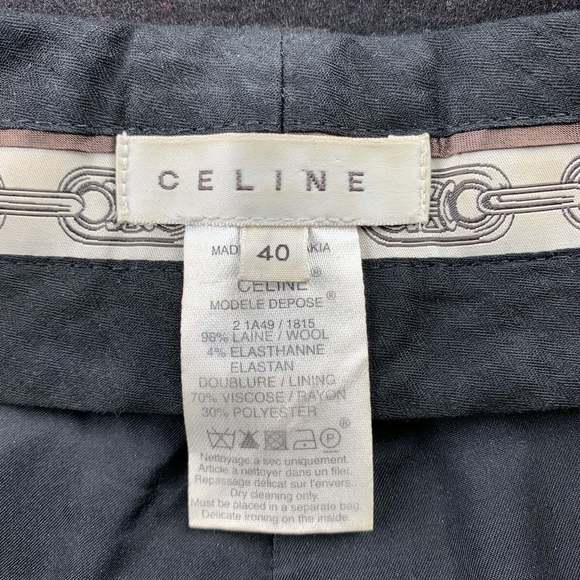 CELINE
40
MAD AKIA
®
CELINE
MODELE DEPOSE®
2 1A49 / 1815
96% LAINE / WOOL
4% ELASTHANNE
ELASTAN
DOUBLURE / LINING
70% VISCOSE / RAYON
30% POLYESTER
®
P
Nettoyage a sec uniquement.
Article à nettoyer dans un filet.
Repassage délicat sur l'envers.
Dry cleaning only.
Must be placed in a separate bag.
Delicate ironing on the inside.